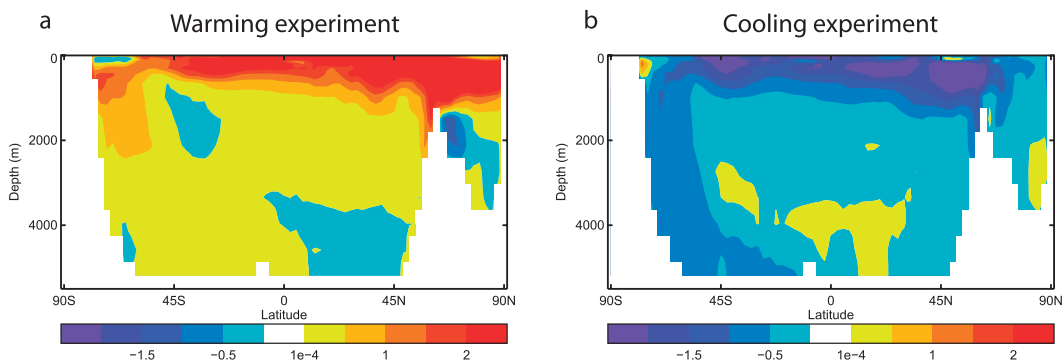 a Warming experiment
0
2000
4000
Depth (m)
90S 45S 0 45N 90N
Latitude
−1.5 −0.5 1e−4 1 2
b Cooling experiment
0
2000
4000
Depth (m)
90S 45S 0 45N 90N
Latitude
−1.5 −0.5 1e−4 1 2